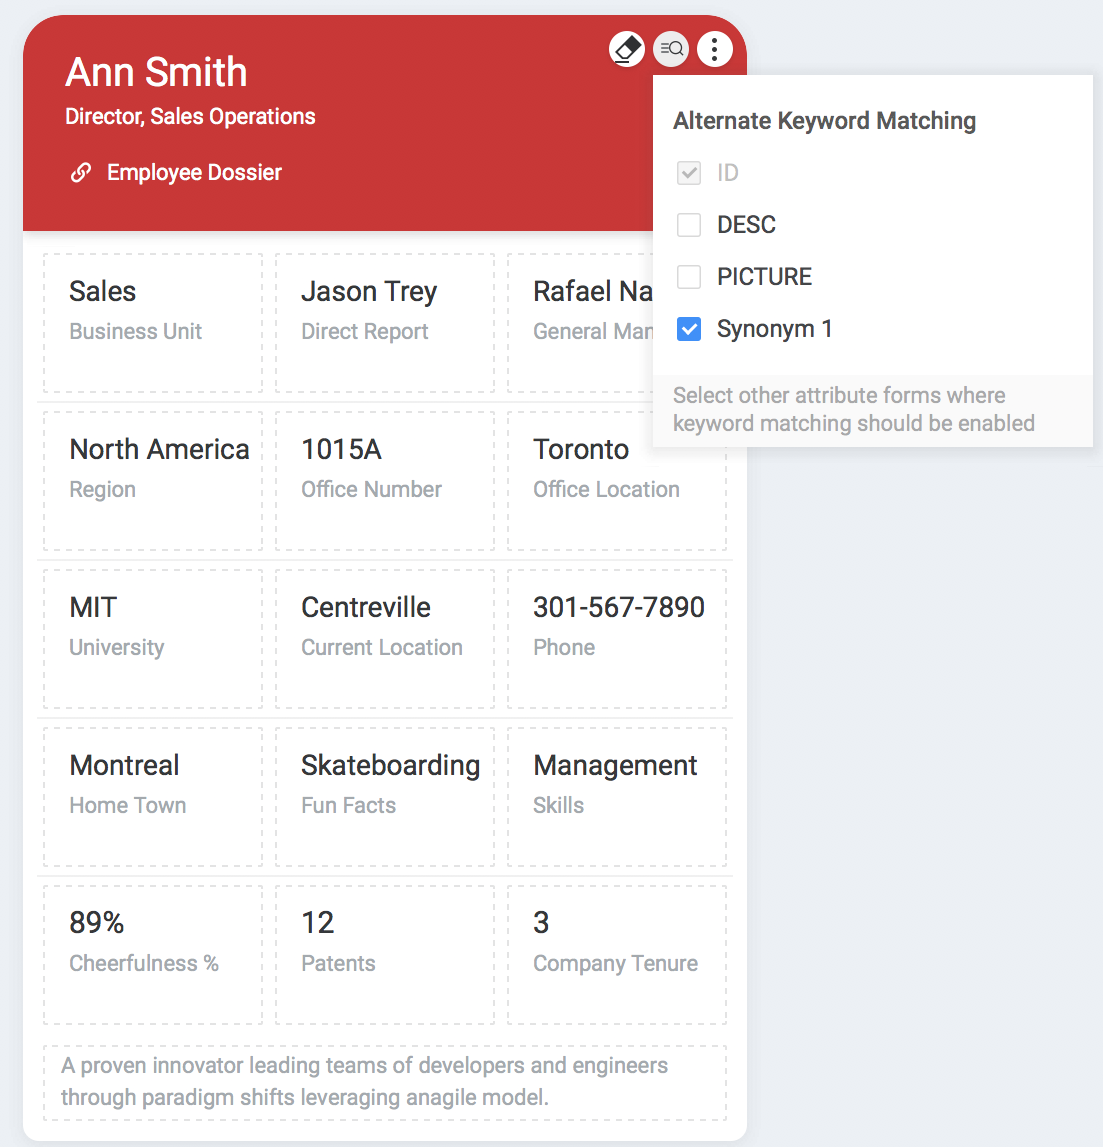 Ann Smith
Director, Sales Operations
Employee Dossier
Alternate Keyword Matching
ID
DESC
PICTURE
Synonym 1
Select other attribute forms where
keyword matching should be enabled
Sales
Business Unit
Jason Trey
Direct Report
Rafael Na
General Man
North America
Region
1015A
Office Number
Toronto
Office Location
MIT
University
Centreville
Current Location
301-567-7890
Phone
Montreal
Home Town
Skateboarding
Fun Facts
Management
Skills
89%
Cheerfulness %
12
Patents
3
Company Tenure
A proven innovator leading teams of developers and engineers
through paradigm shifts leveraging anagile model.